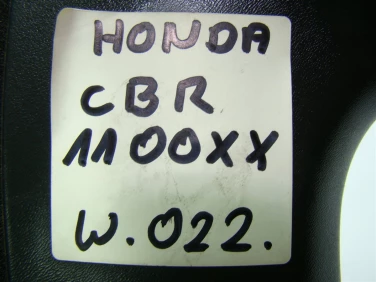 HONDA
CBR
1100XX
W.022.